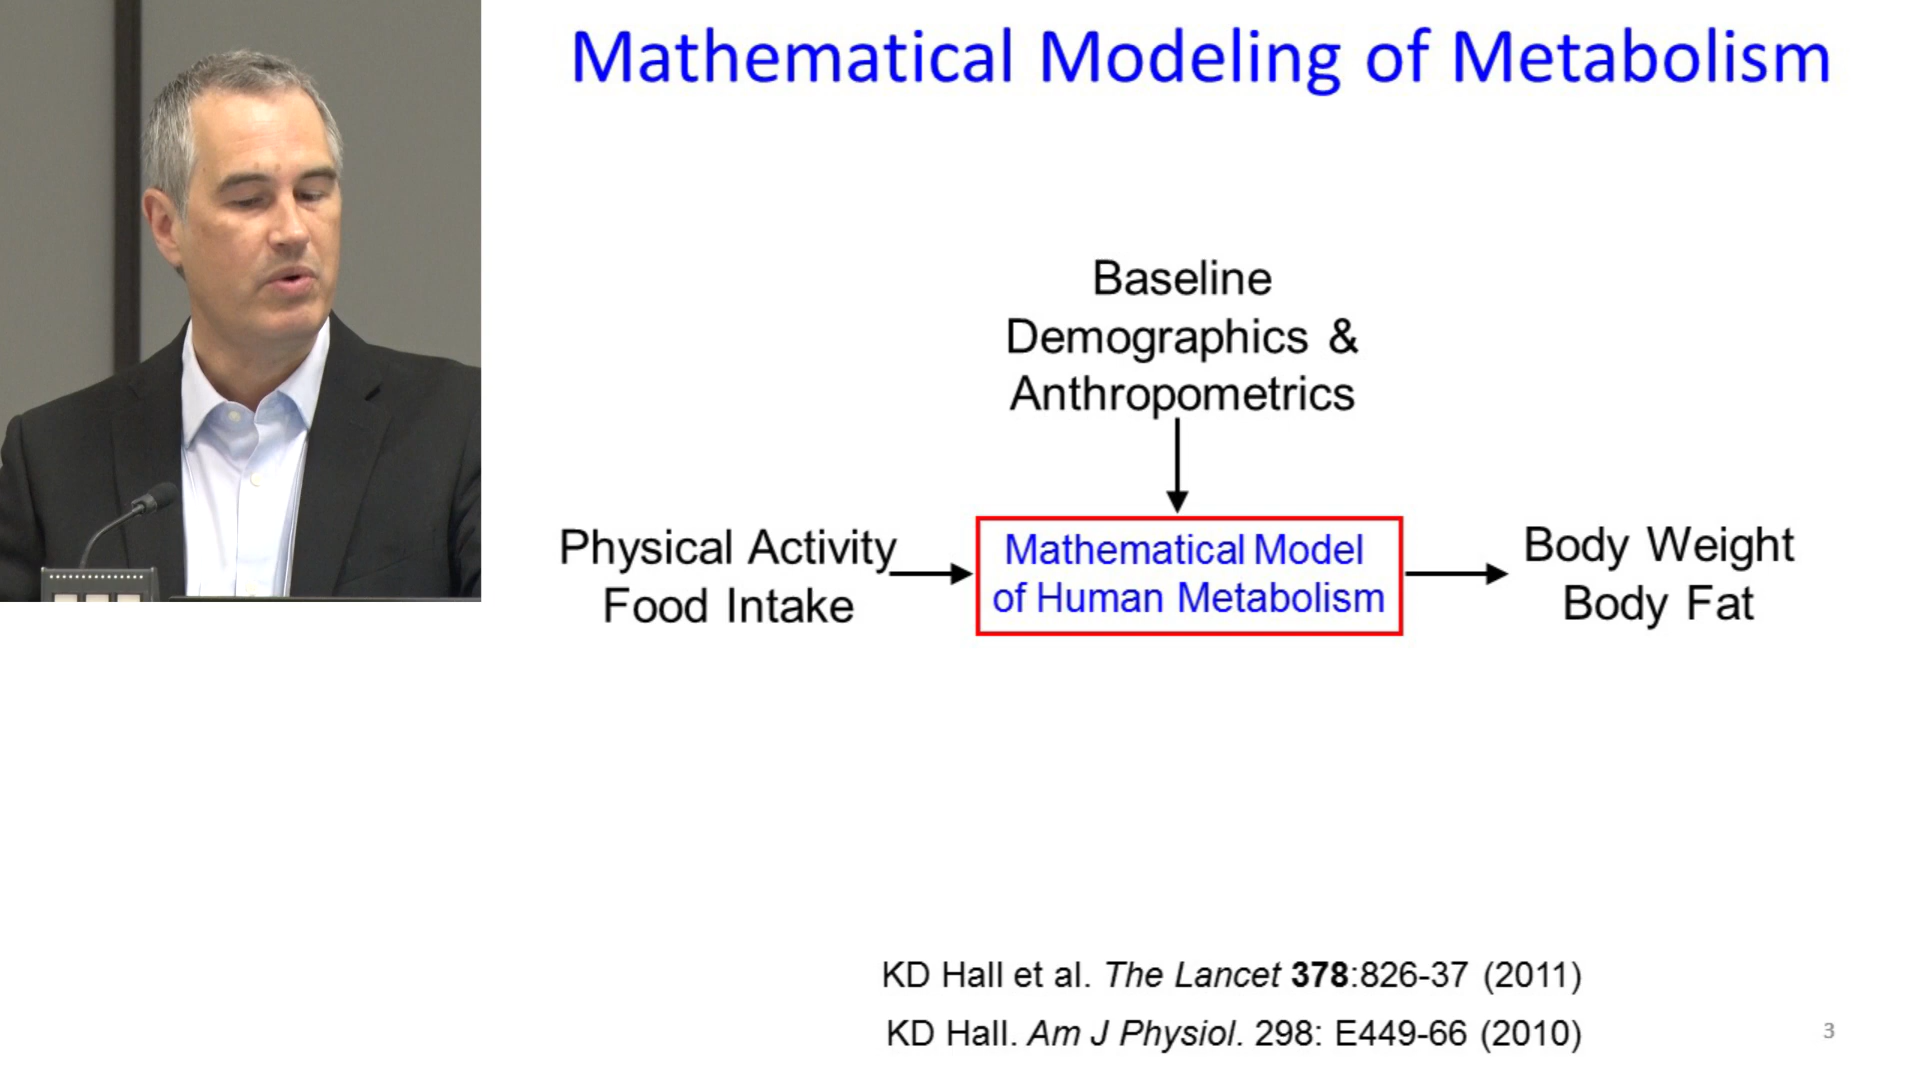 Mathematical Modeling of Metabolism
Baseline
Demographics &
Anthropometrics
Physical Activity
Food Intake
Mathematical Model
of Human Metabolism
Body Weight
Body Fat
KD Hall et al. The Lancet 378:826-37 (2011)
KD Hall. Am J Physiol. 298: E449-66 (2010)
3